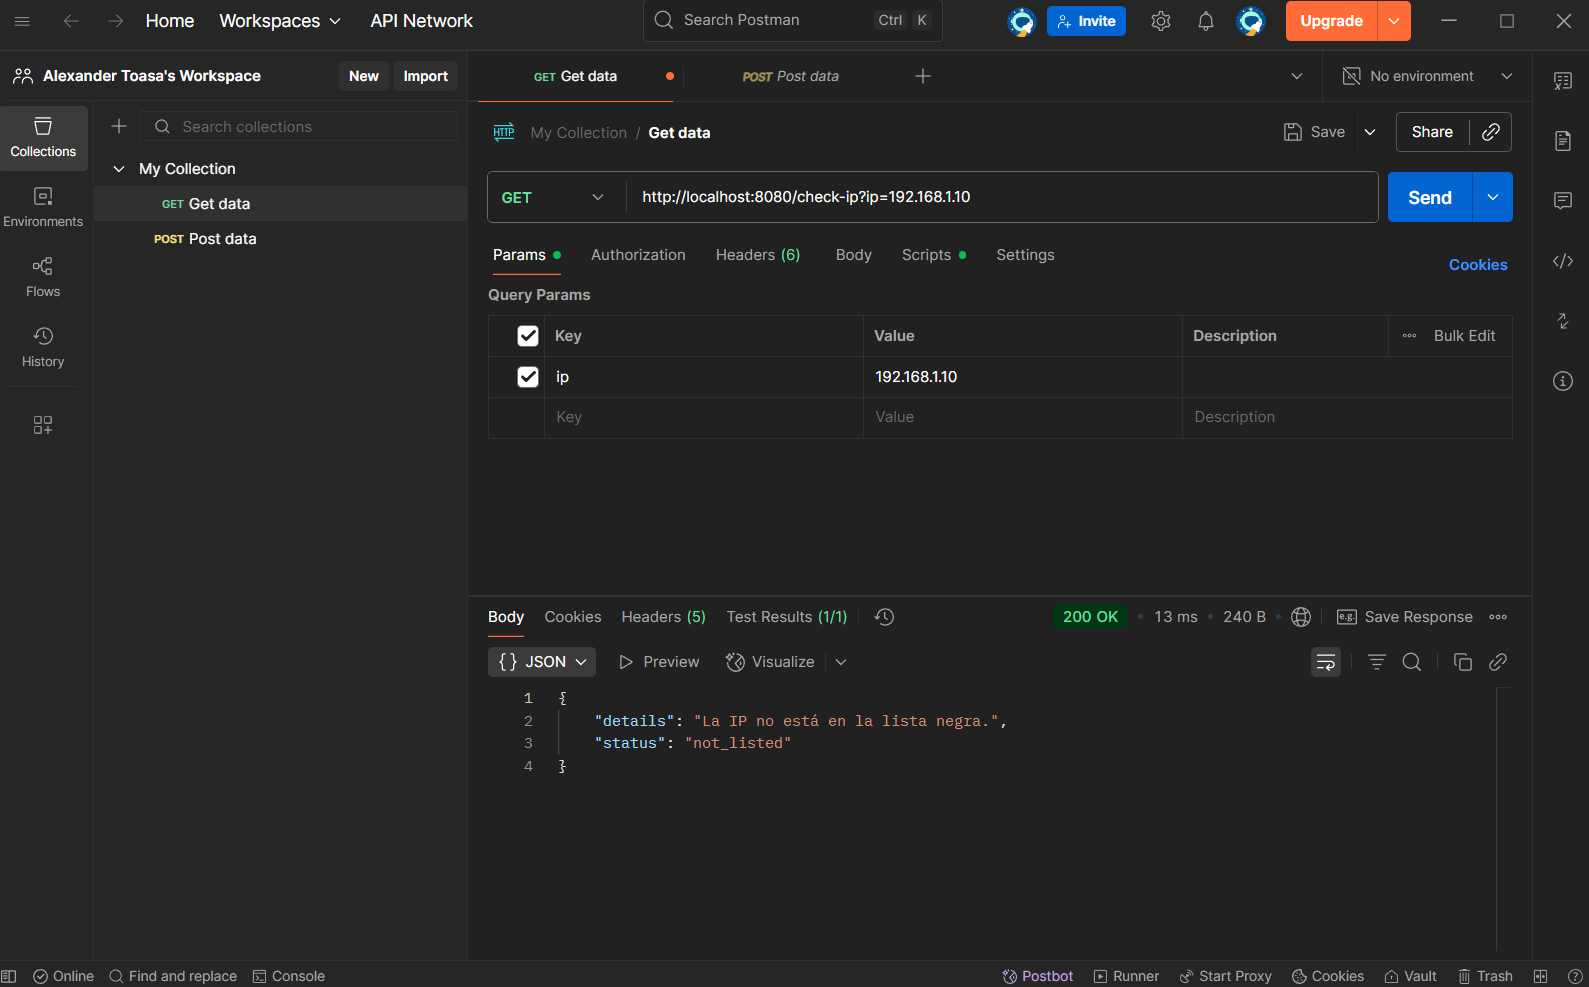 Home Workspaces API Network Search Postman Ctrl K Invite Upgrade
Alexander Toasa's Workspace New Import GET Get data POST Post data No environment
Collections
Environments
Flows
History
Search collections
My Collection
GET Get data
POST Post data
HTTP My Collection / Get data Save Share
GET http://localhost:8080/check-ip?ip=192.168.1.10 Send
Params Authorization Headers (6) Body Scripts Settings Cookies
Query Params
Key Value Description Bulk Edit
ip 192.168.1.10
Key Value Description
Body Cookies Headers (5) Test Results (1/1) 200 OK 13 ms 240 B e.g. Save Response
{} JSON Preview Visualize
1 {
2 "details": "La IP no está en la lista negra.",
3 "status": "not_listed"
4 }
Online Find and replace Console Postbot Runner Start Proxy Cookies Vault Trash